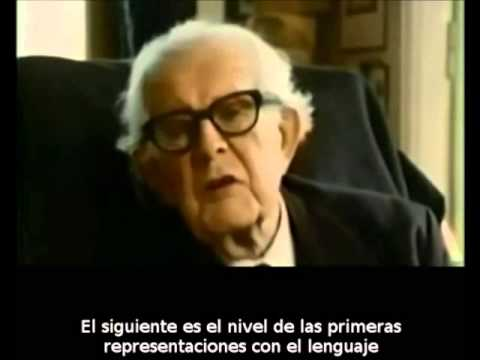 El siguiente es el nivel de las primeras
representaciones con el lenguaje